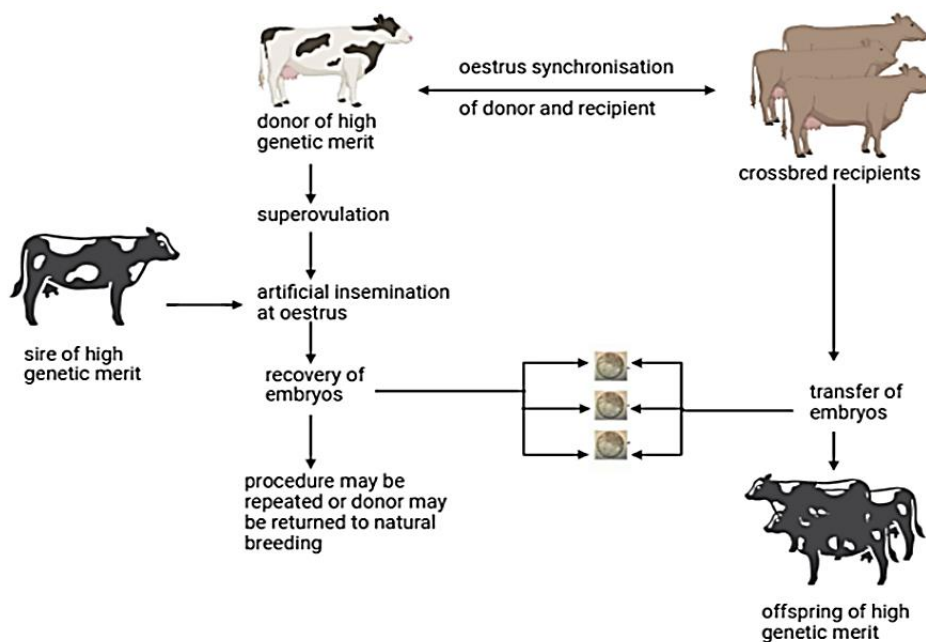 oestrus synchronisation
of donor and recipient
donor of high
genetic merit
crossbred recipients
superovulation
artificial insemination
at oestrus
sire of high
genetic merit
recovery of
embryos
transfer of
embryos
procedure may be
repeated or donor may
be returned to natural
breeding
offspring of high
genetic merit